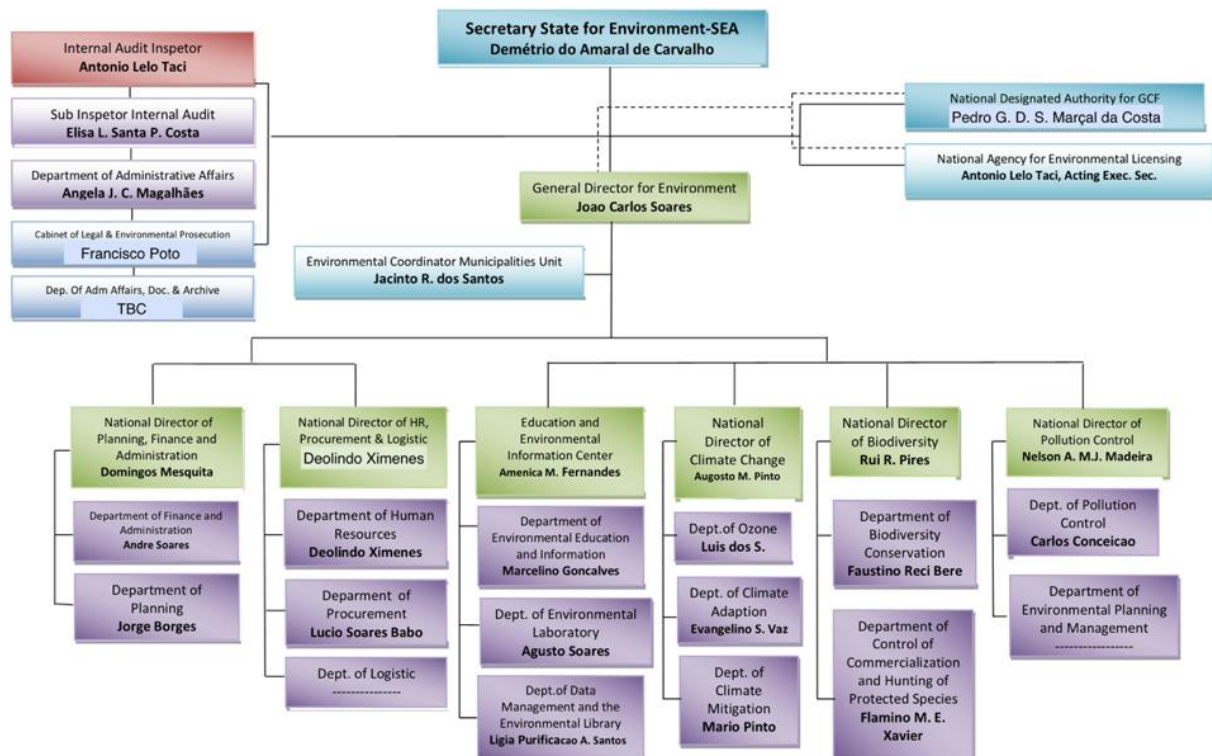 Secretary State for Environment-SEA
Demétrio do Amaral de Carvalho
Internal Audit Inspetor
Antonio Lelo Taci
Sub Inspetor Internal Audit
Elisa L. Santa P. Costa
Department of Administrative Affairs
Angela J. C. Magalhães
Cabinet of Legal & Environmental Prosecution
Francisco Poto
Dep. Of Adm Affairs, Doc. & Archive
TBC
National Designated Authority for GCF
Pedro G. D. S. Marçal da Costa
National Agency for Environmental Licensing
Antonio Lelo Taci, Acting Exec. Sec.
General Director for Environment
Joao Carlos Soares
Environmental Coordinator Municipalities Unit
Jacinto R. dos Santos
National Director of
Planning, Finance and
Administration
Domingos Mesquita
Department of Finance and
Administration
Andre Soares
Department of
Planning
Jorge Borges
National Director of HR,
Procurement & Logistic
Deolindo Ximenes
Department of Human
Resources
Deolindo Ximenes
Department of
Procurement
Lucio Soares Babo
Dept. of Logistic
---------------
Education and
Environmental
Information Center
Amenica M. Fernandes
Department of
Environmental Education
and Information
Marcelino Goncalves
Dept. of Environmental
Laboratory
Agusto Soares
Dept.of Data
Management and the
Environmental Library
Ligia Purificacao A. Santos
National
Director of
Climate Change
Augosto M. Pinto
Dept.of Ozone
Luis dos S.
Dept. of Climate
Adaption
Evangelino S. Vaz
Dept. of
Climate
Mitigation
Mario Pinto
National Director
of Biodiversity
Rui R. Pires
Department of
Biodiversity
Conservation
Faustino Reci Bere
Department of
Control of
Commercialization
and Hunting of
Protected Species
Flamino M. E.
Xavier
National Director of
Pollution Control
Nelson A. M.J. Madeira
Dept. of Pollution
Control
Carlos Conceicao
Department of
Environmental Planning
and Management
----------------